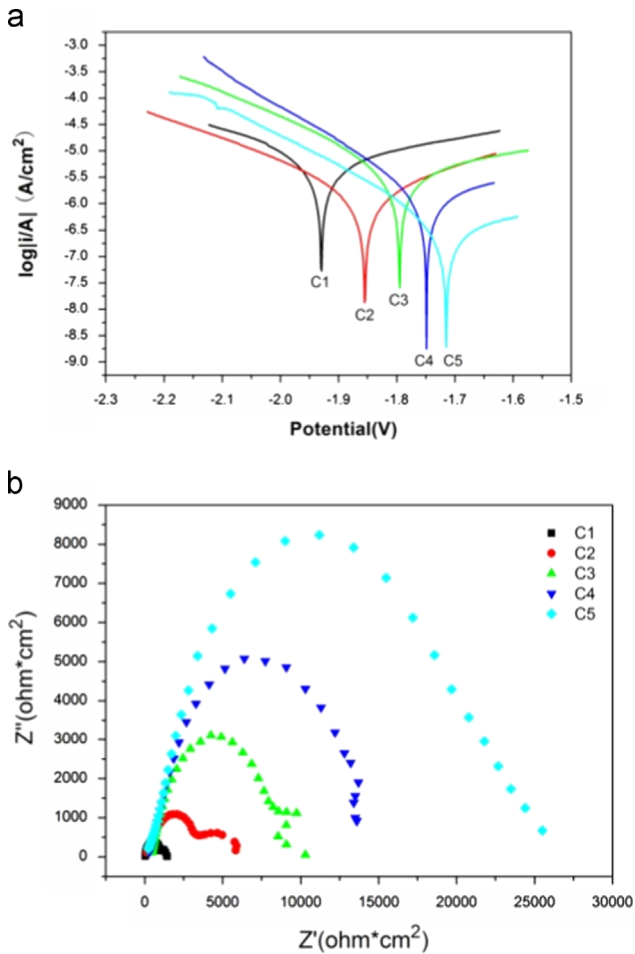 a
-3.0
-3.5
-4.0
-4.5
-5.0
-5.5
-6.0
-6.5
-7.0
-7.5
-8.0
-8.5
-9.0
log|i/A| (A/cm²)
C1
C2
C3
C4
C5
-2.3
-2.2
-2.1
-2.0
-1.9
-1.8
-1.7
-1.6
-1.5
Potential(V)
b
9000
8000
7000
6000
5000
4000
3000
2000
1000
0
Z"(ohm*cm²)
C1
C2
C3
C4
C5
0
5000
10000
15000
20000
25000
30000
Z'(ohm*cm²)